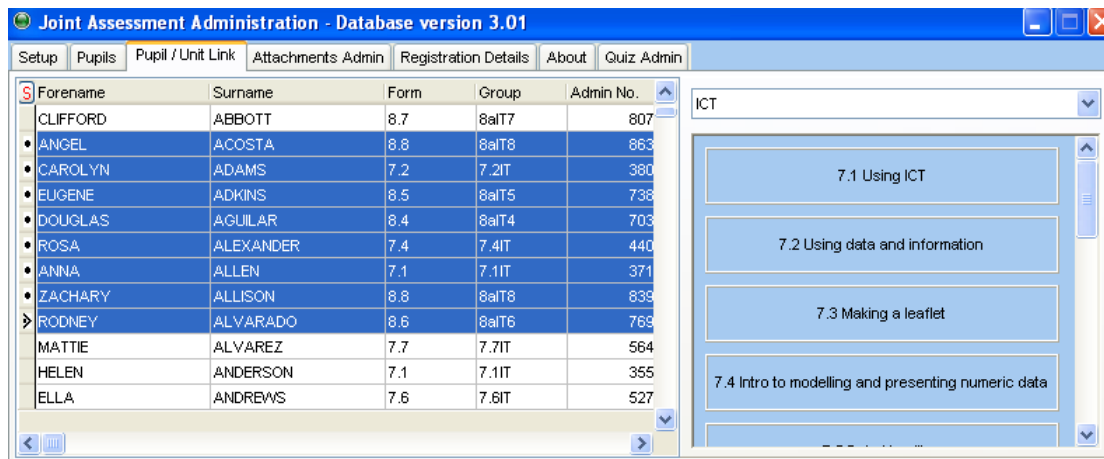 Joint Assessment Administration - Database version 3.01
Setup Pupils Pupil / Unit Link Attachments Admin Registration Details About Quiz Admin
S Forename Surname Form Group Admin No.
ICT
CLIFFORD ABBOTT 8.7 8aIT7 807
ANGEL ACOSTA 8.8 8aIT8 863
CAROLYN ADAMS 7.2 7.2IT 380
EUGENE ADKINS 8.5 8aIT5 738
DOUGLAS AGUILAR 8.4 8aIT4 703
ROSA ALEXANDER 7.4 7.4IT 440
ANNA ALLEN 7.1 7.1IT 371
ZACHARY ALLISON 8.8 8aIT8 839
RODNEY ALVARADO 8.6 8aIT6 769
MATTIE ALVAREZ 7.7 7.7IT 564
HELEN ANDERSON 7.1 7.1IT 355
ELLA ANDREWS 7.6 7.6IT 527
7.1 Using ICT
7.2 Using data and information
7.3 Making a leaflet
7.4 Intro to modelling and presenting numeric data